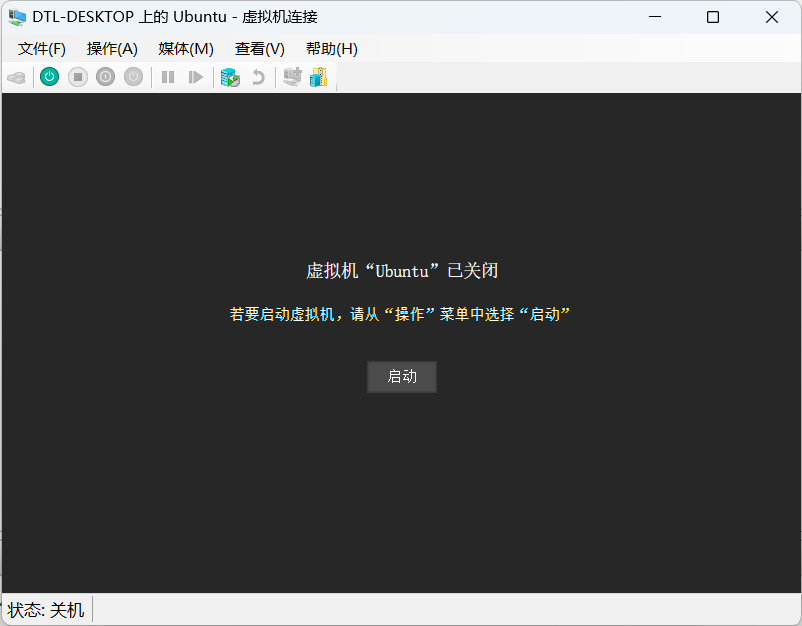 DTL-DESKTOP 上的 Ubuntu - 虚拟机连接
文件(F) 操作(A) 媒体(M) 查看(V) 帮助(H)
虚拟机“Ubuntu”已关闭
若要启动虚拟机，请从“操作”菜单中选择“启动”
启动
状态: 关机